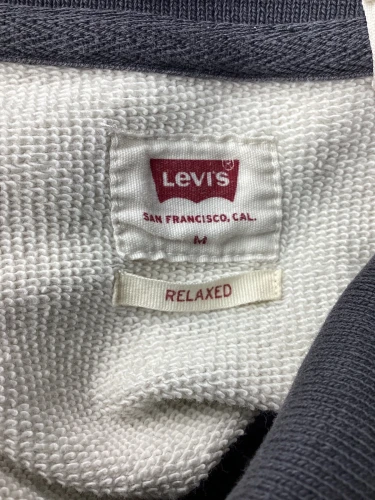 Levi's®
SAN FRANCISCO, CAL.
M
RELAXED